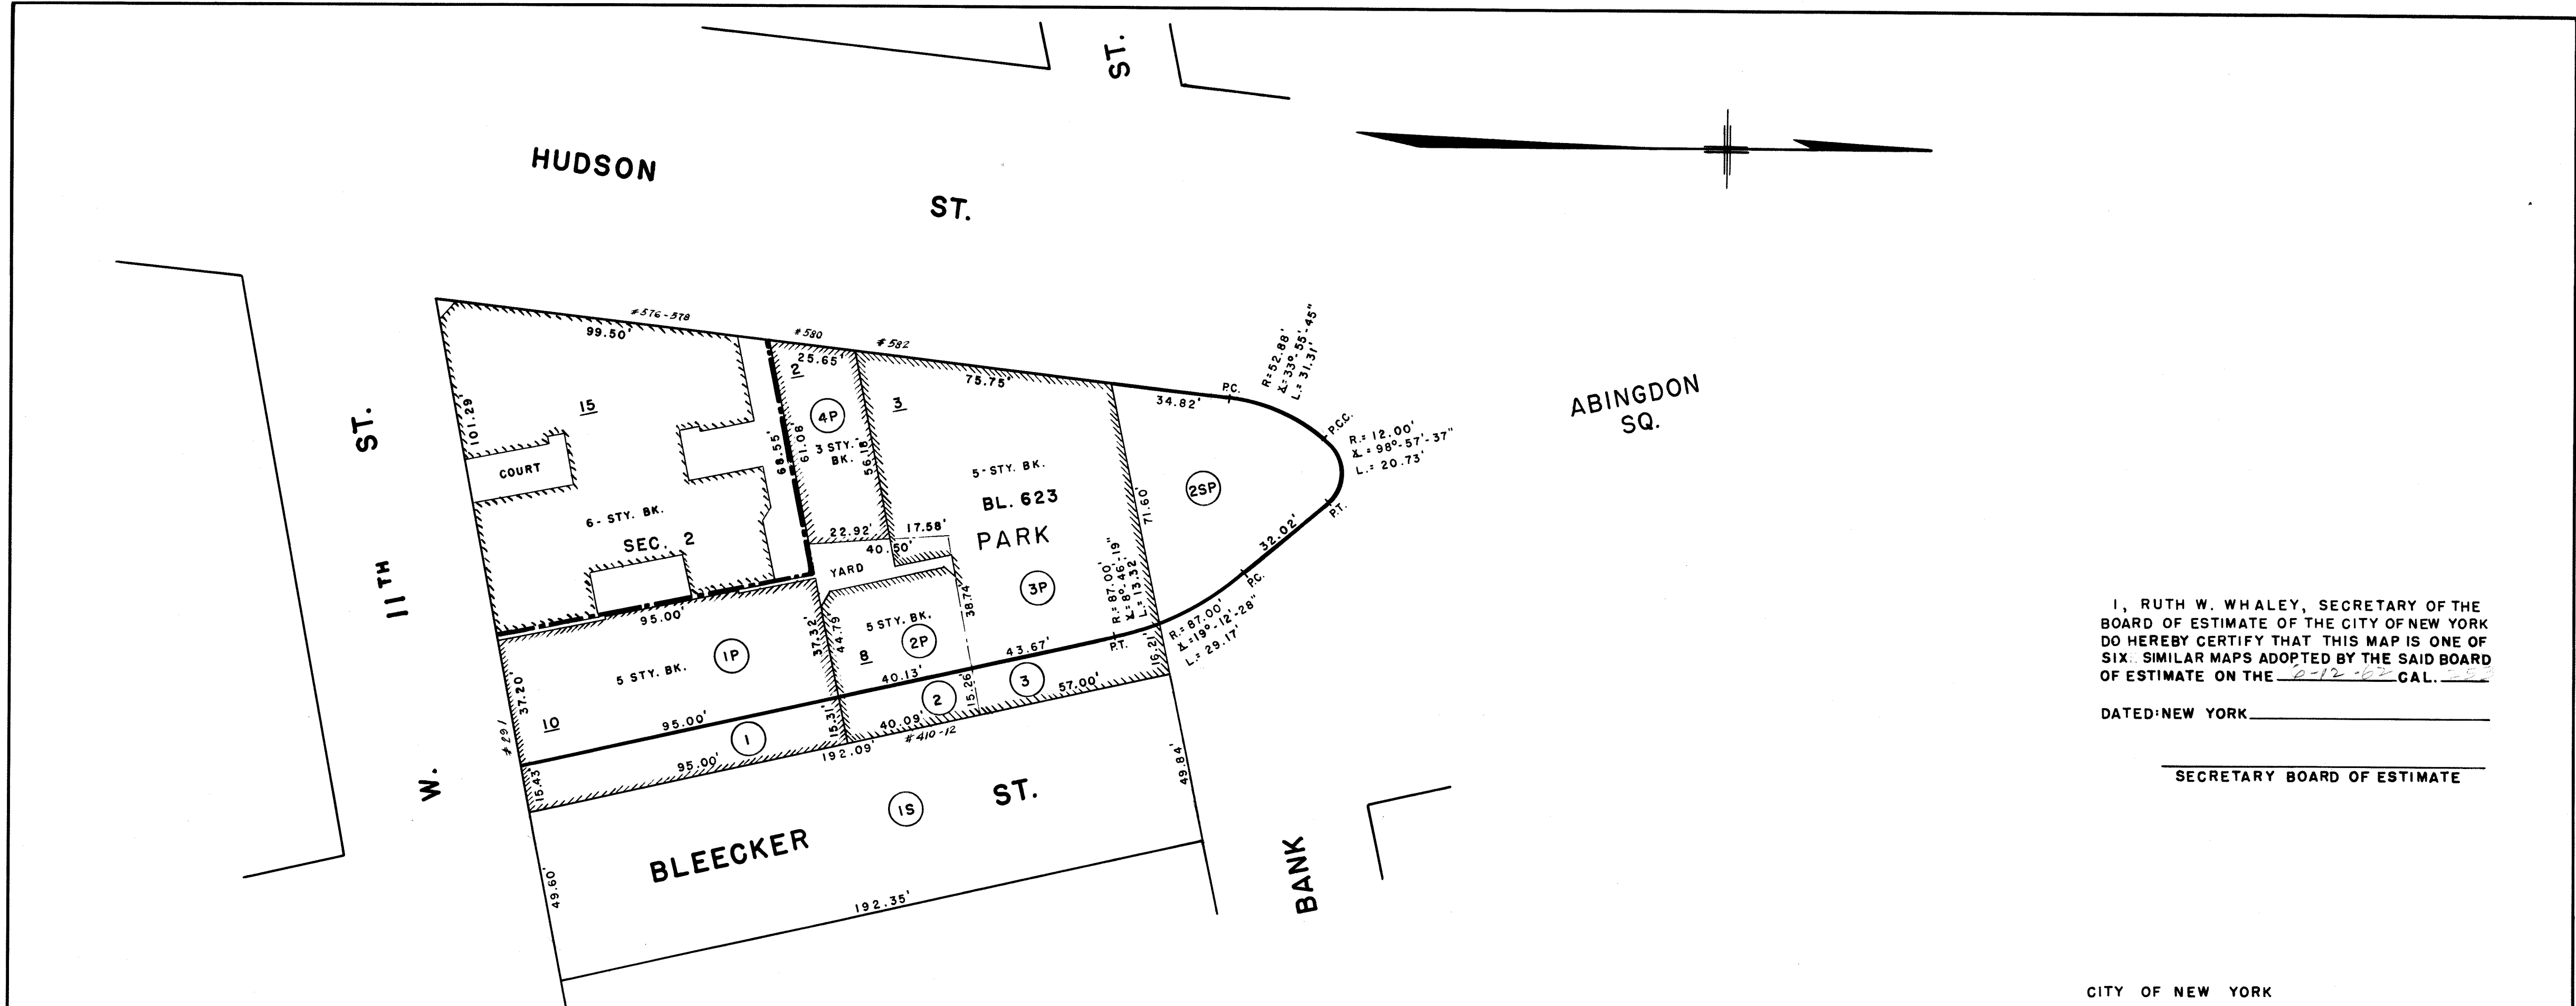 ST.
HUDSON
ST.
ST.
11TH
W.
#576-578
99.50'
#580
#582
25.65'
75.75'
34.82'
P.C.
R=52.88'
∡=33°-55'-45"
L.=31.31'
P.C.C.
R.=12.00'
∡=98°-57'-37"
L.=20.73'
P.T.
32.02'
P.C.
ABINGDON
SQ.
101.29'
15
COURT
6-STY. BK.
SEC. 2
68.55'
61.08'
2
4P
3 STY.-
BK.
56.18'
3
5-STY. BK.
BL. 623
PARK
2SP
71.60'
22.92'
17.58'
40.50'
YARD
3P
R=87.00'
∡=8°-46'-19"
L=13.32'
R.=87.00'
∡=19°-12'-28"
L.=29.17'
95.00'
37.32'
44.79'
5 STY. BK.
2P
8
38.74'
43.67'
P.T.
16.21'
5 STY. BK.
1P
37.20'
10
#291
95.00'
40.13'
15.31'
15.26'
1
2
3
57.00'
40.09'
#410-12
15.43'
95.00'
192.09'
49.84'
1S
BLEECKER
ST.
BANK
49.60'
192.35'
I, RUTH W. WHALEY, SECRETARY OF THE
BOARD OF ESTIMATE OF THE CITY OF NEW YORK
DO HEREBY CERTIFY THAT THIS MAP IS ONE OF
SIX SIMILAR MAPS ADOPTED BY THE SAID BOARD
OF ESTIMATE ON THE 6-12-62 CAL.
DATED: NEW YORK
SECRETARY BOARD OF ESTIMATE
CITY OF NEW YORK